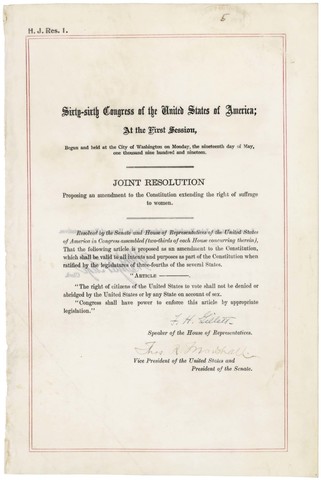 5
H. J. Res. 1.
Sixty-sixth Congress of the United States of America;
At the First Session,
Begun and held at the City of Washington on Monday, the nineteenth day of May,
one thousand nine hundred and nineteen.
JOINT RESOLUTION
Proposing an amendment to the Constitution extending the right of suffrage
to women.
Resolved by the Senate and House of Representatives of the United States
of America in Congress assembled (two-thirds of each House concurring therein),
That the following article is proposed as an amendment to the Constitution,
which shall be valid to all intents and purposes as part of the Constitution when
ratified by the legislatures of three-fourths of the several States.
"ARTICLE ————.
"The right of citizens of the United States to vote shall not be denied or
abridged by the United States or by any State on account of sex.
"Congress shall have power to enforce this article by appropriate
legislation."
F. H. Gillett
Speaker of the House of Representatives.
Thos. R. Marshall
Vice President of the United States and
President of the Senate.